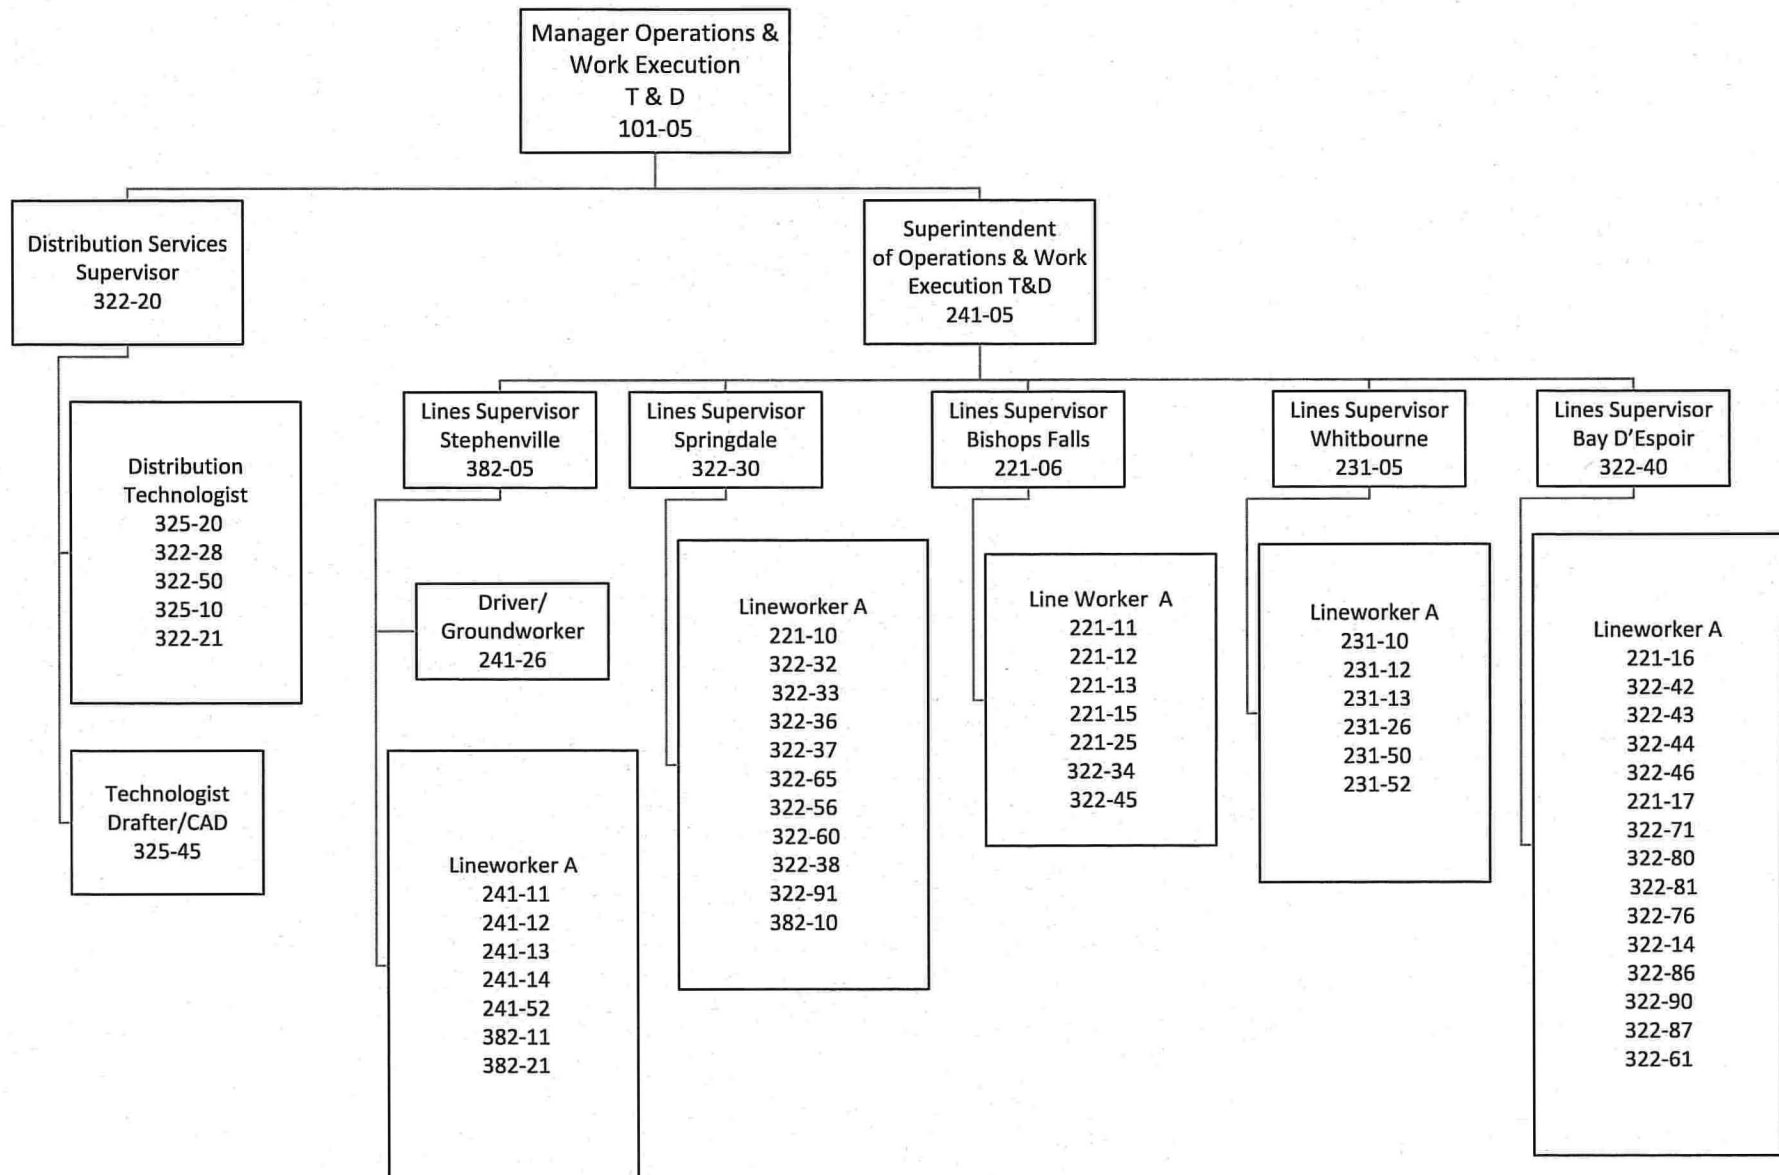 Manager Operations &
Work Execution
T & D
101-05
Distribution Services
Supervisor
322-20
Superintendent
of Operations & Work
Execution T&D
241-05
Distribution
Technologist
325-20
322-28
322-50
325-10
322-21
Technologist
Drafter/CAD
325-45
Lines Supervisor
Stephenville
382-05
Driver/
Groundworker
241-26
Lineworker A
241-11
241-12
241-13
241-14
241-52
382-11
382-21
Lines Supervisor
Springdale
322-30
Lineworker A
221-10
322-32
322-33
322-36
322-37
322-65
322-56
322-60
322-38
322-91
382-10
Lines Supervisor
Bishops Falls
221-06
Line Worker A
221-11
221-12
221-13
221-15
221-25
322-34
322-45
Lines Supervisor
Whitbourne
231-05
Lineworker A
231-10
231-12
231-13
231-26
231-50
231-52
Lines Supervisor
Bay D’Espoir
322-40
Lineworker A
221-16
322-42
322-43
322-44
322-46
221-17
322-71
322-80
322-81
322-76
322-14
322-86
322-90
322-87
322-61